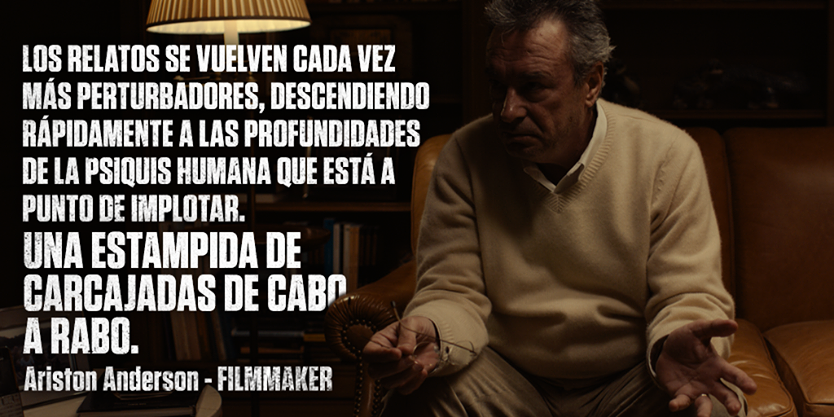 LOS RELATOS SE VUELVEN CADA VEZ
MÁS PERTURBADORES, DESCENDIENDO
RÁPIDAMENTE A LAS PROFUNDIDADES
DE LA PSIQUIS HUMANA QUE ESTÁ A
PUNTO DE IMPLOTAR.
UNA ESTAMPIDA DE
CARCAJADAS DE CABO
A RABO.
Ariston Anderson - FILMMAKER